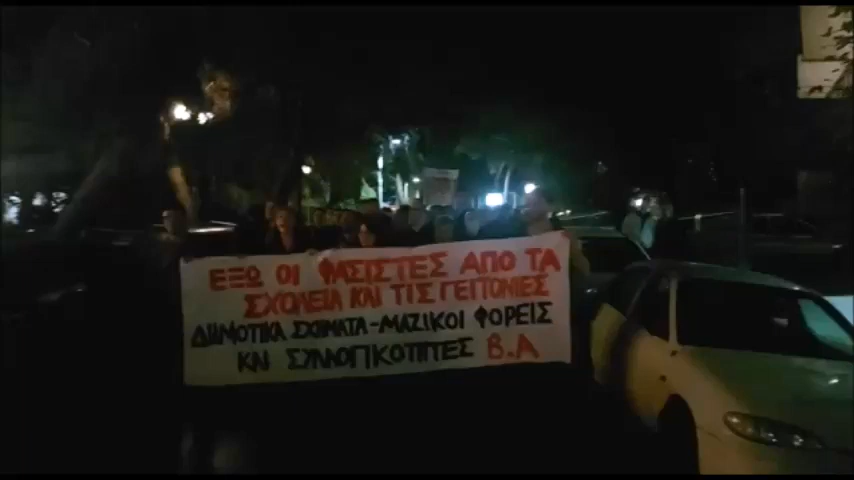 ΕΞΩ ΟΙ ΦΑΣΙΣΤΕΣ ΑΠΟ ΤΑ
ΣΧΟΛΕΙΑ ΚΑΙ ΤΙΣ ΓΕΙΤΟΝΙΕΣ
ΔΗΜΟΤΙΚΑ ΣΧΗΜΑΤΑ-ΜΑΖΙΚΟΙ ΦΟΡΕΙΣ
ΚΑΙ ΣΥΛΛΟΓΙΚΟΤΗΤΕΣ Β.Α